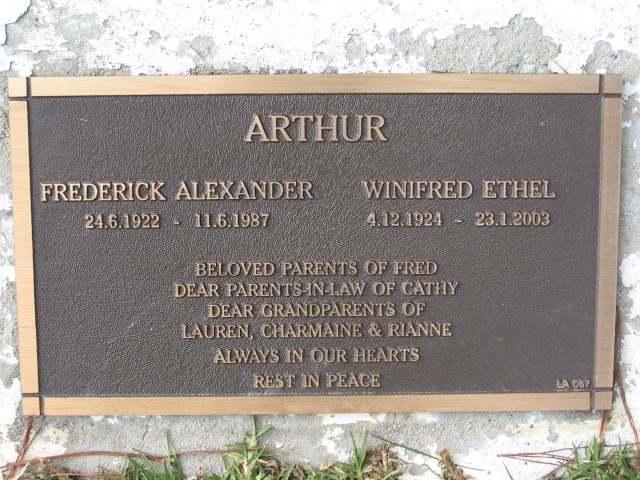 ARTHUR
FREDERICK ALEXANDER WINIFRED ETHEL
24.6.1922 - 11.6.1987 4.12.1924 - 23.1.2003
BELOVED PARENTS OF FRED
DEAR PARENTS-IN-LAW OF CATHY
DEAR GRANDPARENTS OF
LAUREN, CHARMAINE & RIANNE
ALWAYS IN OUR HEARTS
REST IN PEACE
LA 067